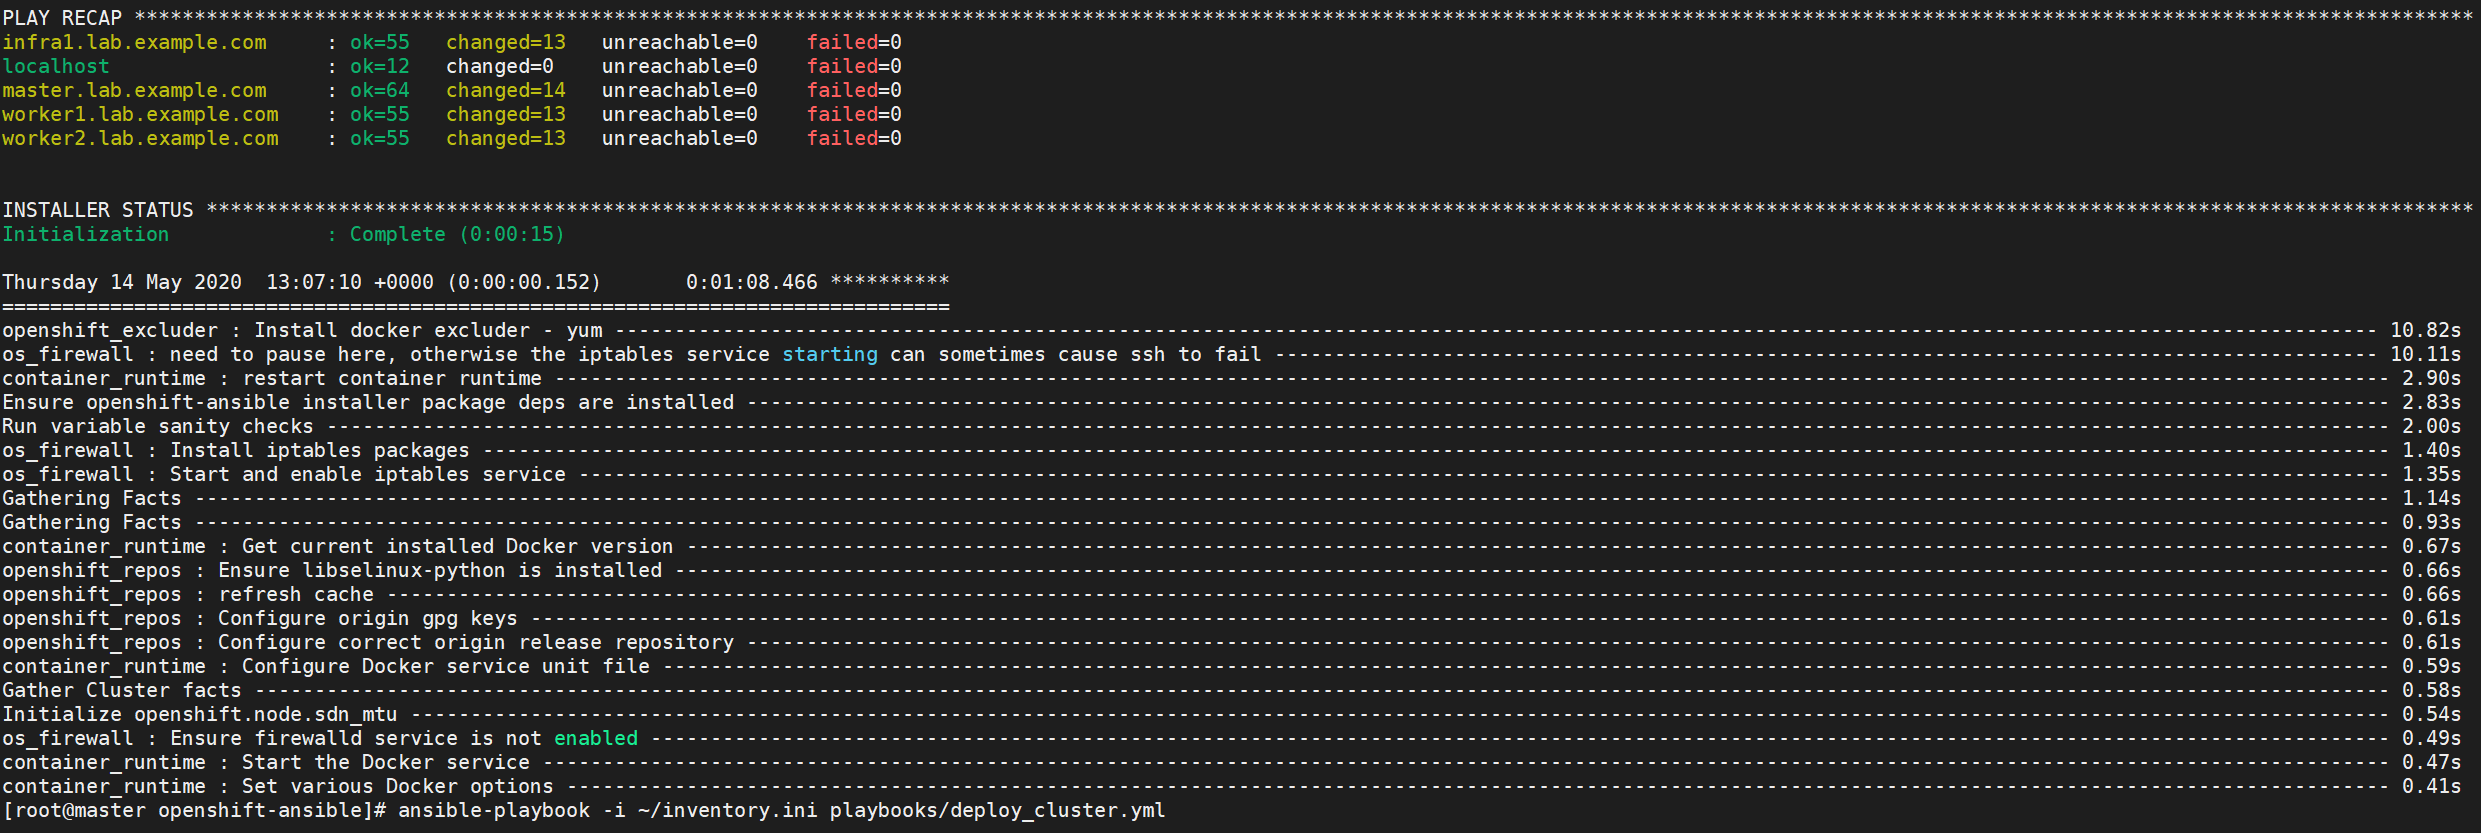 PLAY RECAP ***************************************************************************************************************************************************************************************************
infra1.lab.example.com     : ok=55   changed=13   unreachable=0    failed=0
localhost                  : ok=12   changed=0    unreachable=0    failed=0
master.lab.example.com     : ok=64   changed=14   unreachable=0    failed=0
worker1.lab.example.com    : ok=55   changed=13   unreachable=0    failed=0
worker2.lab.example.com    : ok=55   changed=13   unreachable=0    failed=0
INSTALLER STATUS *********************************************************************************************************************************************************************************************
Initialization             : Complete (0:00:15)
Thursday 14 May 2020  13:07:10 +0000 (0:00:00.152)       0:01:08.466 **********
===============================================================================
openshift_excluder : Install docker excluder - yum --------------------------------------------------------------------------------------------------------------------------------------------------- 10.82s
os_firewall : need to pause here, otherwise the iptables service starting can sometimes cause ssh to fail -------------------------------------------------------------------------------------------- 10.11s
container_runtime : restart container runtime --------------------------------------------------------------------------------------------------------------------------------------------------------- 2.90s
Ensure openshift-ansible installer package deps are installed ----------------------------------------------------------------------------------------------------------------------------------------- 2.83s
Run variable sanity checks ---------------------------------------------------------------------------------------------------------------------------------------------------------------------------- 2.00s
os_firewall : Install iptables packages --------------------------------------------------------------------------------------------------------------------------------------------------------------- 1.40s
os_firewall : Start and enable iptables service ------------------------------------------------------------------------------------------------------------------------------------------------------- 1.35s
Gathering Facts --------------------------------------------------------------------------------------------------------------------------------------------------------------------------------------- 1.14s
Gathering Facts --------------------------------------------------------------------------------------------------------------------------------------------------------------------------------------- 0.93s
container_runtime : Get current installed Docker version ---------------------------------------------------------------------------------------------------------------------------------------------- 0.67s
openshift_repos : Ensure libselinux-python is installed ----------------------------------------------------------------------------------------------------------------------------------------------- 0.66s
openshift_repos : refresh cache ----------------------------------------------------------------------------------------------------------------------------------------------------------------------- 0.66s
openshift_repos : Configure origin gpg keys ----------------------------------------------------------------------------------------------------------------------------------------------------------- 0.61s
openshift_repos : Configure correct origin release repository ----------------------------------------------------------------------------------------------------------------------------------------- 0.61s
container_runtime : Configure Docker service unit file ------------------------------------------------------------------------------------------------------------------------------------------------ 0.59s
Gather Cluster facts ---------------------------------------------------------------------------------------------------------------------------------------------------------------------------------- 0.58s
Initialize openshift.node.sdn_mtu --------------------------------------------------------------------------------------------------------------------------------------------------------------------- 0.54s
os_firewall : Ensure firewalld service is not enabled ------------------------------------------------------------------------------------------------------------------------------------------------- 0.49s
container_runtime : Start the Docker service ---------------------------------------------------------------------------------------------------------------------------------------------------------- 0.47s
container_runtime : Set various Docker options -------------------------------------------------------------------------------------------------------------------------------------------------------- 0.41s
[root@master openshift-ansible]# ansible-playbook -i ~/inventory.ini playbooks/deploy_cluster.yml